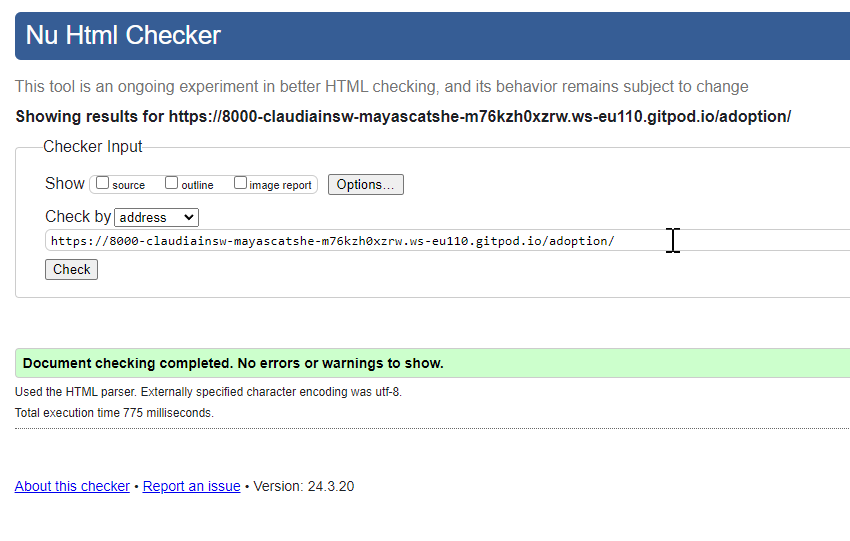 Nu Html Checker
This tool is an ongoing experiment in better HTML checking, and its behavior remains subject to change
Showing results for https://8000-claudiainsw-mayascatshe-m76kzh0xzrw.ws-eu110.gitpod.io/adoption/
Checker Input
Show source outline image report Options...
Check by address
https://8000-claudiainsw-mayascatshe-m76kzh0xzrw.ws-eu110.gitpod.io/adoption/
Check
Document checking completed. No errors or warnings to show.
Used the HTML parser. Externally specified character encoding was utf-8.
Total execution time 775 milliseconds.
About this checker • Report an issue • Version: 24.3.20